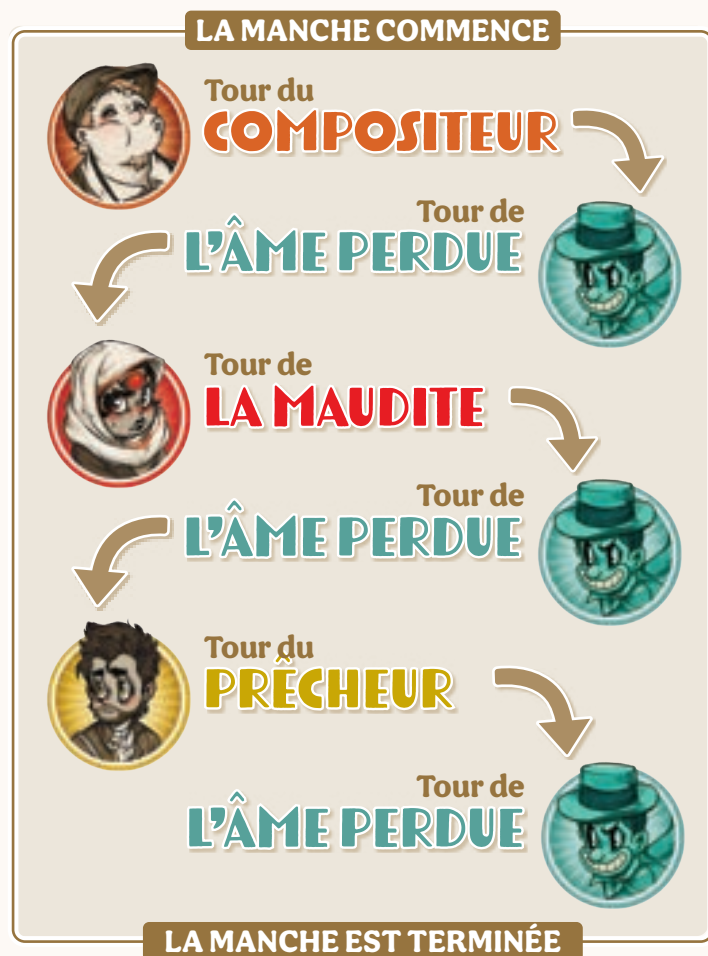 LA MANCHE COMMENCE
Tour du
COMPOSITEUR
Tour de
L'ÂME PERDUE
Tour de
LA MAUDITE
Tour de
L'ÂME PERDUE
Tour du
PRÊCHEUR
Tour de
L'ÂME PERDUE
LA MANCHE EST TERMINÉE